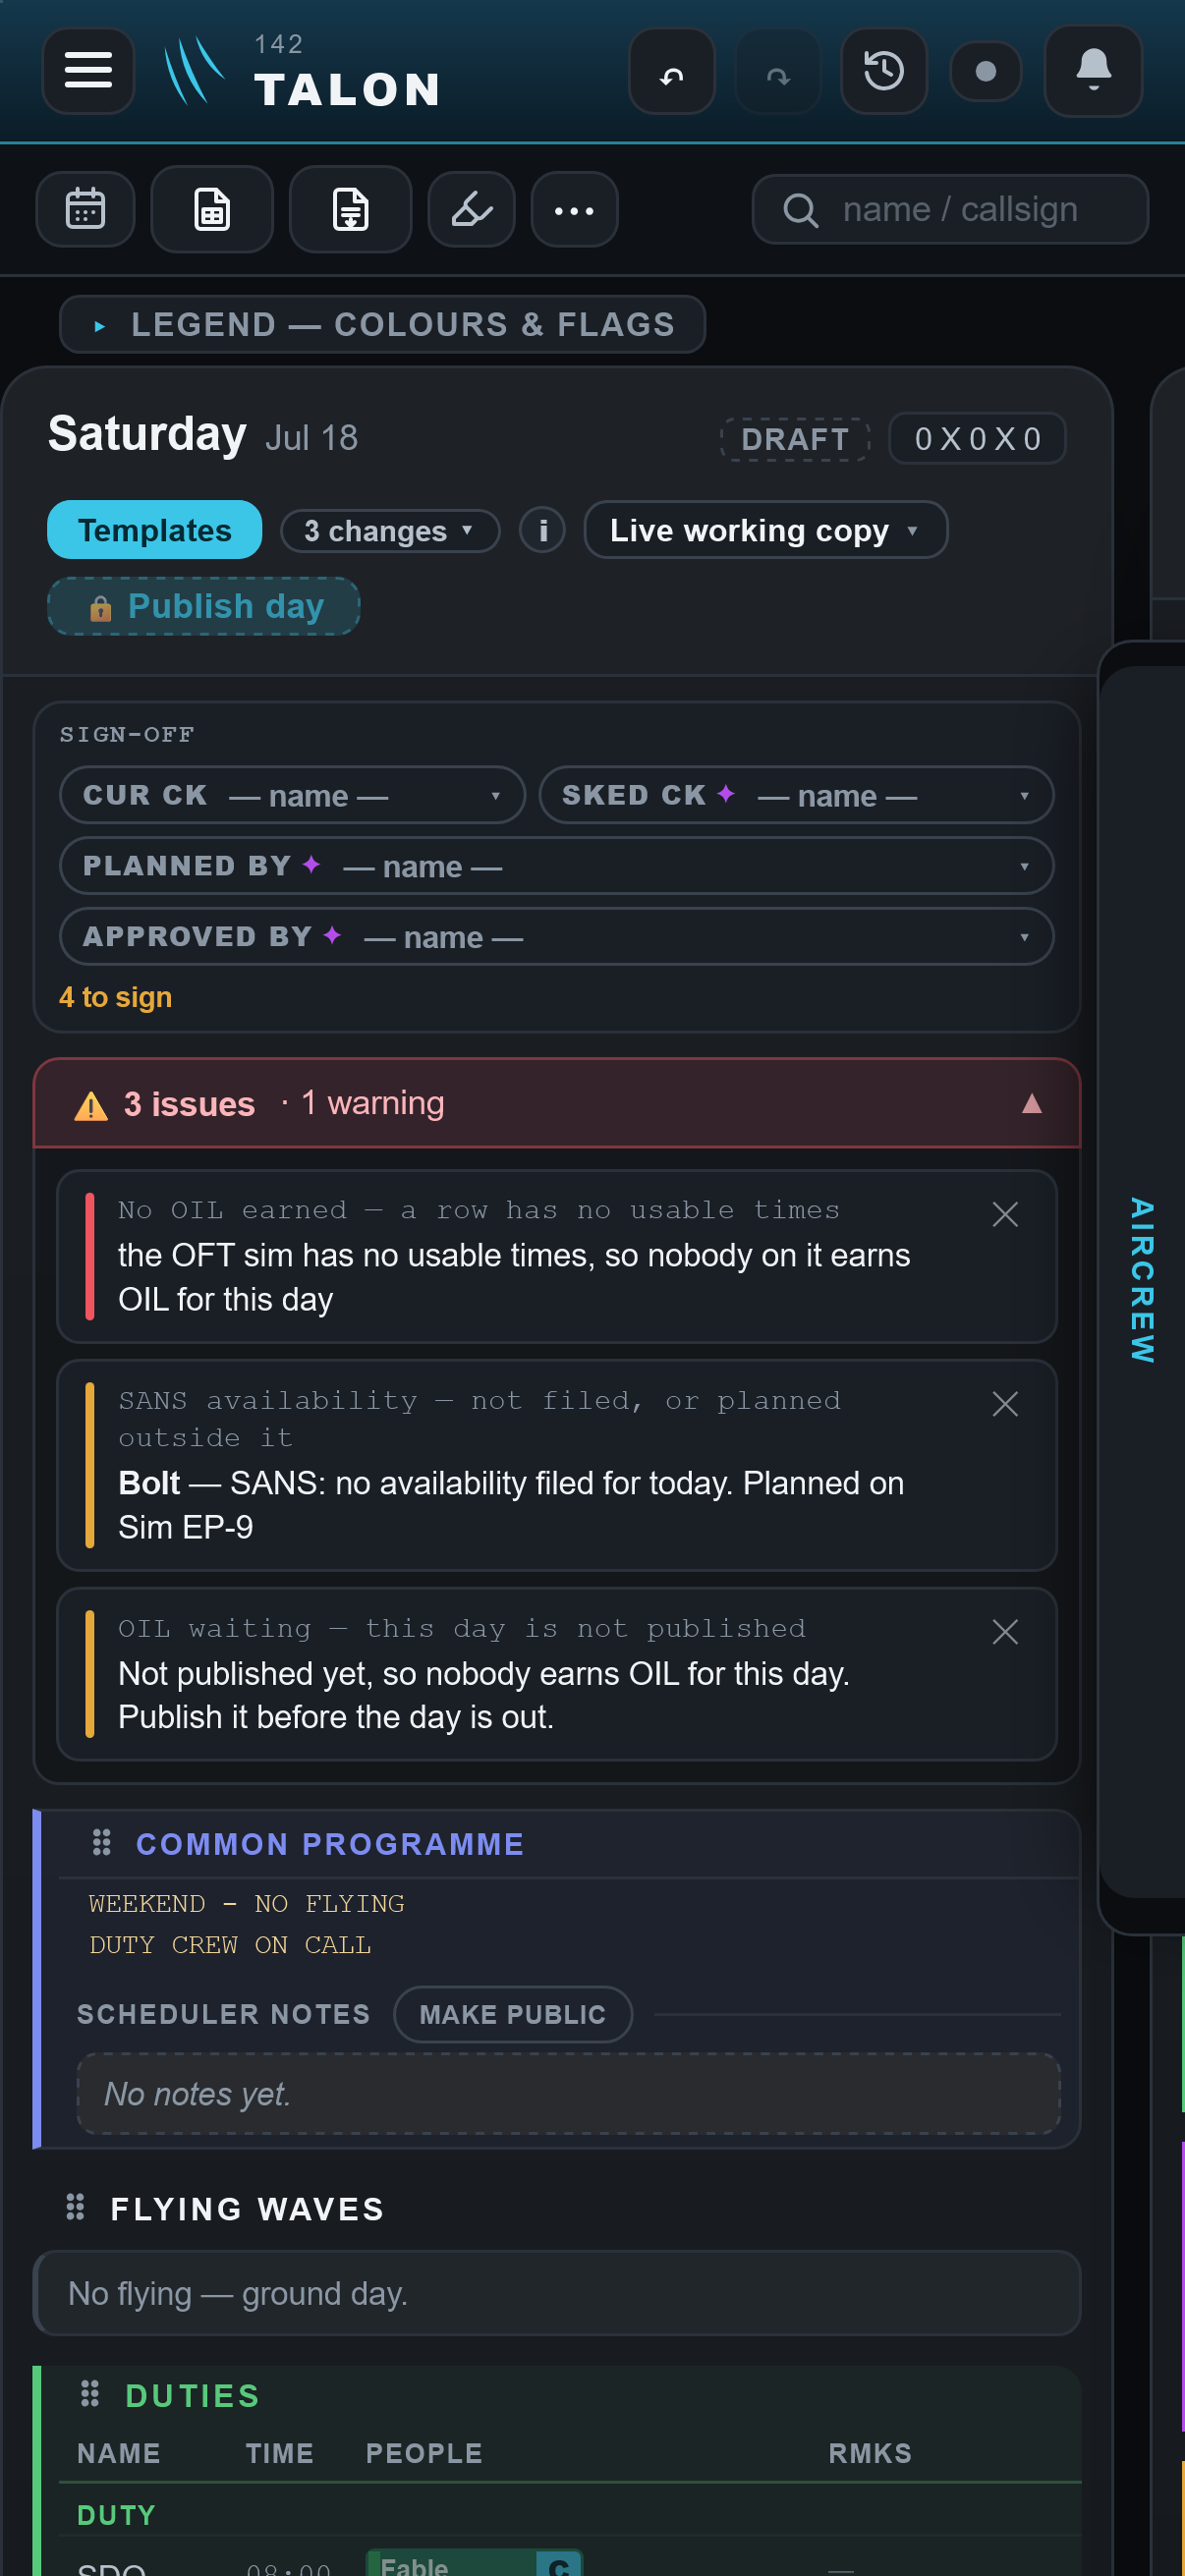 142
TALON
name / callsign
▸ LEGEND — COLOURS & FLAGS
Saturday Jul 18 DRAFT 0 X 0 X 0
Templates 3 changes ▾ i Live working copy ▾
Publish day
SIGN-OFF
CUR CK — name — ▾ SKED CK ✦ — name — ▾
PLANNED BY ✦ — name — ▾
APPROVED BY ✦ — name — ▾
4 to sign
⚠ 3 issues · 1 warning ▲
No OIL earned — a row has no usable times
the OFT sim has no usable times, so nobody on it earns
OIL for this day
SANS availability — not filed, or planned
outside it
Bolt — SANS: no availability filed for today. Planned on
Sim EP-9
OIL waiting — this day is not published
Not published yet, so nobody earns OIL for this day.
Publish it before the day is out.
AIRCREW
COMMON PROGRAMME
WEEKEND - NO FLYING
DUTY CREW ON CALL
SCHEDULER NOTES MAKE PUBLIC
No notes yet.
FLYING WAVES
No flying — ground day.
DUTIES
NAME TIME PEOPLE RMKS
DUTY
SDO 08:00 Fable C —